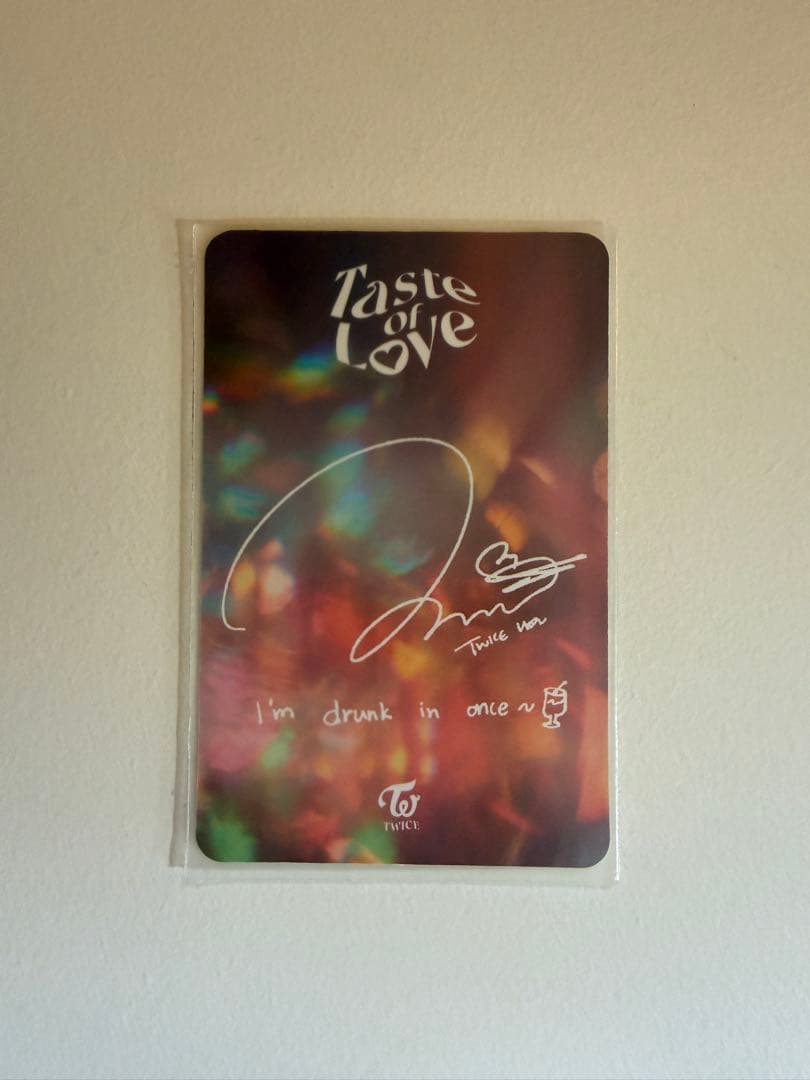 Taste
of
Love
TWICE
I'm drunk in once~
TWICE